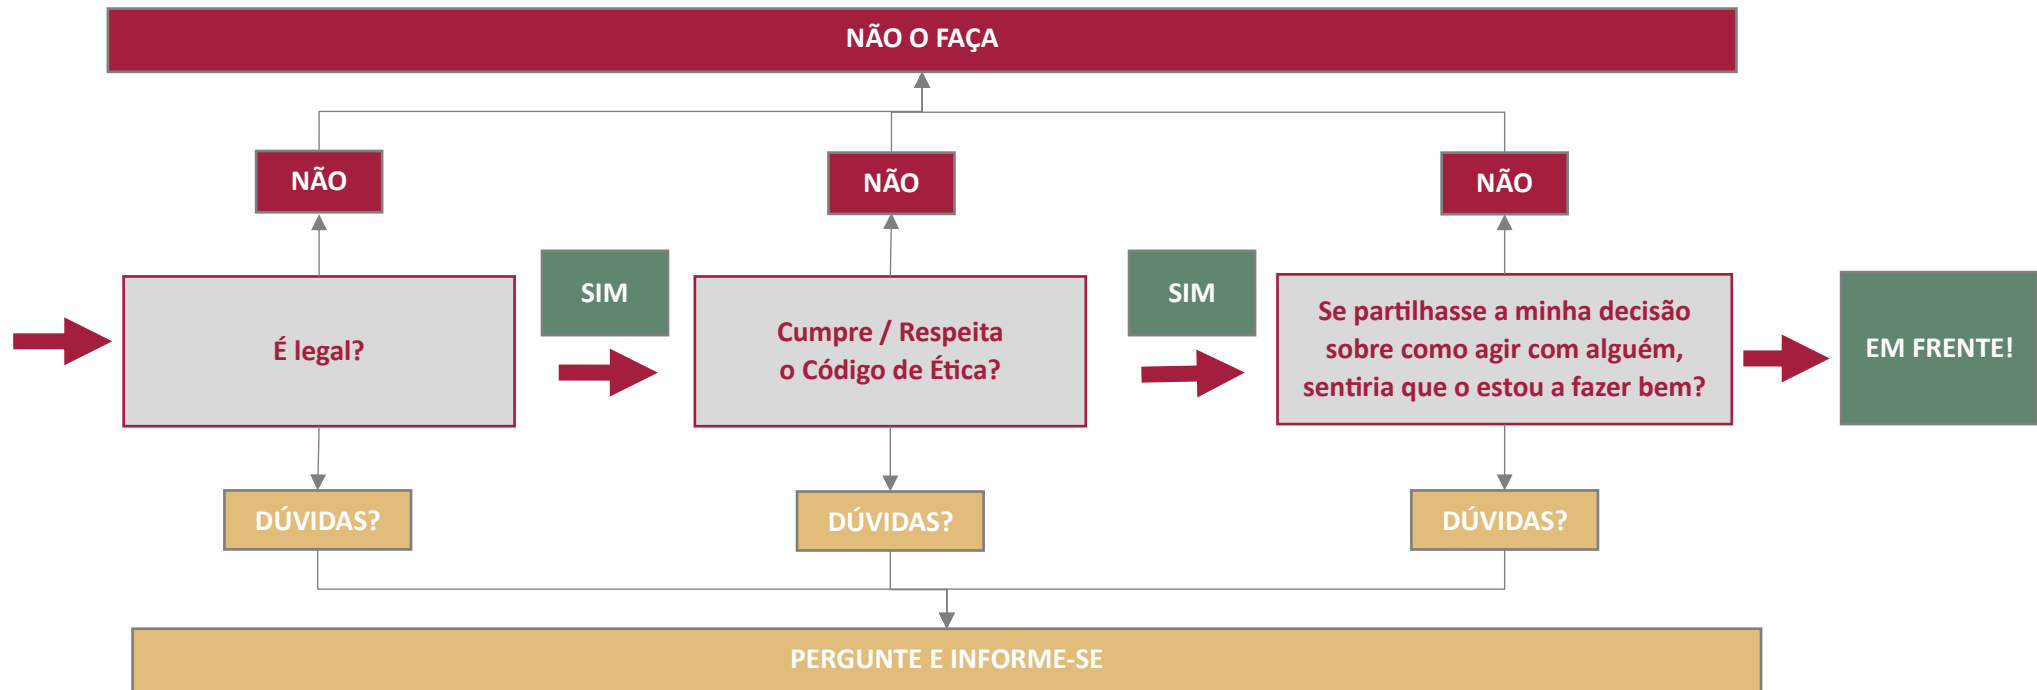 NÃO O FAÇA
NÃO
NÃO
NÃO
SIM
SIM
É legal?
Cumpre / Respeita
o Código de Ética?
Se partilhasse a minha decisão
sobre como agir com alguém,
sentiria que o estou a fazer bem?
EM FRENTE!
DÚVIDAS?
DÚVIDAS?
DÚVIDAS?
PERGUNTE E INFORME-SE